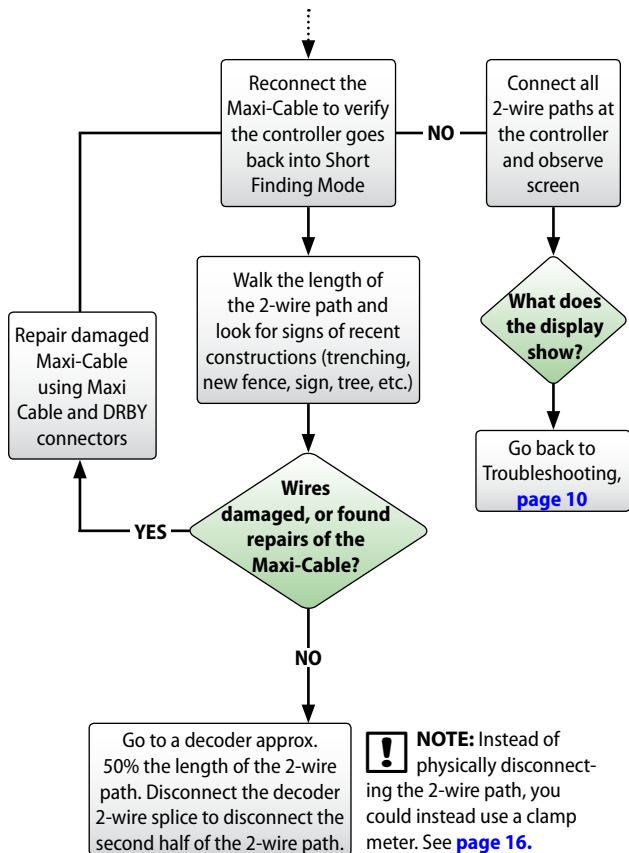 Reconnect the
Maxi-Cable to verify
the controller goes
back into Short
Finding Mode
NO
Connect all
2-wire paths at
the controller
and observe
screen
Walk the length of
the 2-wire path and
look for signs of recent
constructions (trenching,
new fence, sign, tree, etc.)
What does
the display
show?
Repair damaged
Maxi-Cable
using Maxi
Cable and DRBY
connectors
Go back to
Troubleshooting,
page 10
Wires
damaged, or found
repairs of the
Maxi-Cable?
YES
NO
Go to a decoder approx.
50% the length of the 2-wire
path. Disconnect the decoder
2-wire splice to disconnect the
second half of the 2-wire path.
! NOTE: Instead of
physically disconnect-
ing the 2-wire path, you
could instead use a clamp
meter. See page 16.